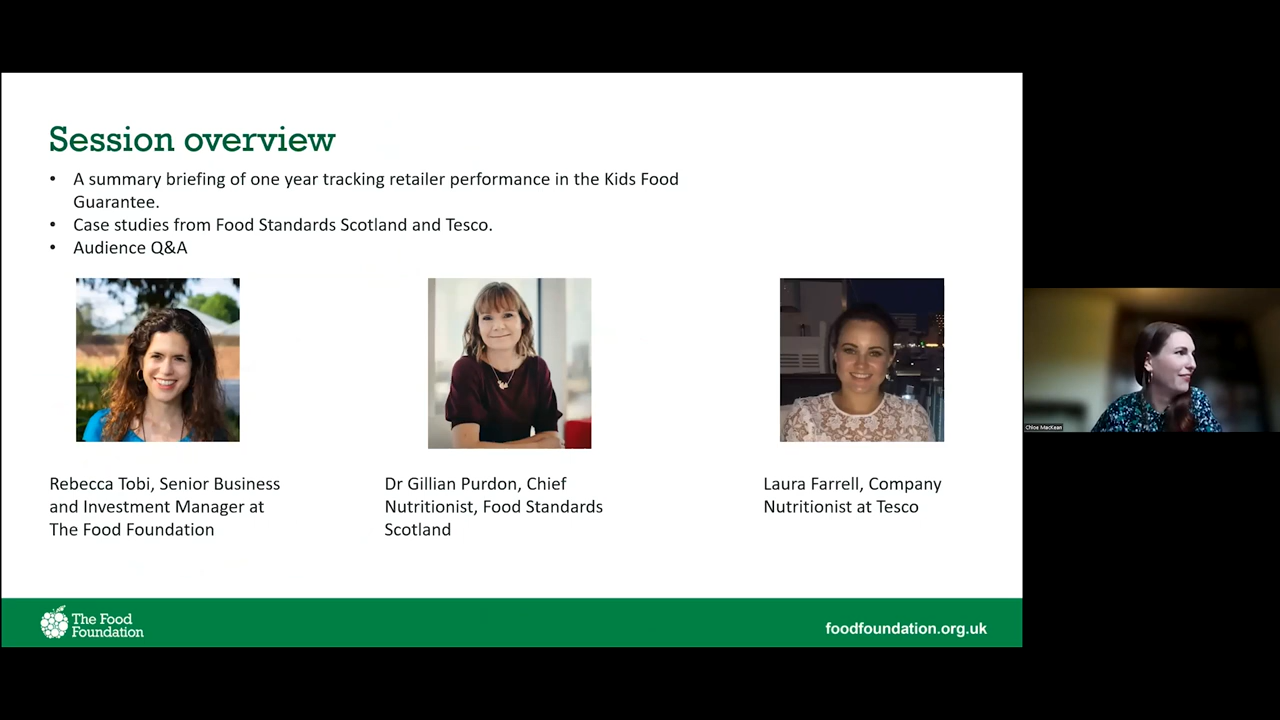 Session overview
• A summary briefing of one year tracking retailer performance in the Kids Food
Guarantee.
• Case studies from Food Standards Scotland and Tesco.
• Audience Q&A
Rebecca Tobi, Senior Business
and Investment Manager at
The Food Foundation
Dr Gillian Purdon, Chief
Nutritionist, Food Standards
Scotland
Laura Farrell, Company
Nutritionist at Tesco
Chloe MacKean
The Food
Foundation
foodfoundation.org.uk